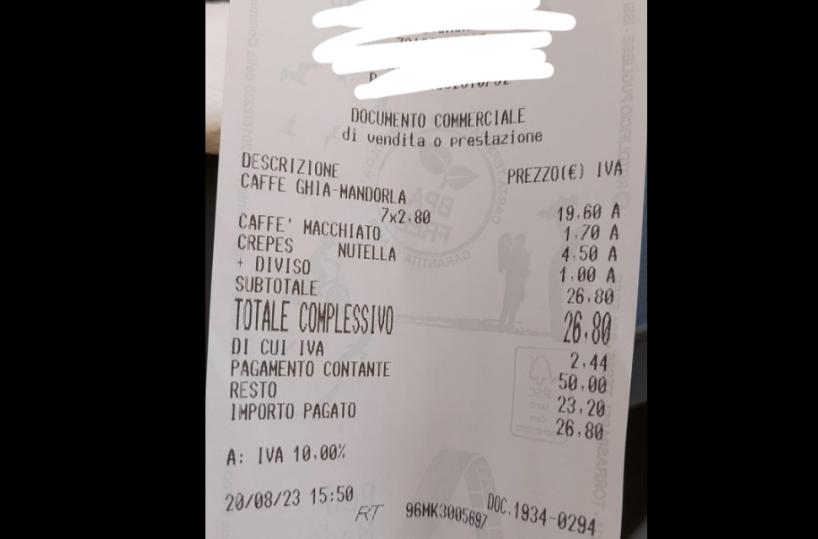 DOCUMENTO COMMERCIALE
di vendita o prestazione
DESCRIZIONE PREZZO(€) IVA
CAFFE GHIA-MANDORLA
7x2,80 19,60 A
CAFFE' MACCHIATO 1,70 A
CREPES NUTELLA 4,50 A
+ DIVISO 1,00 A
SUBTOTALE 26,80
TOTALE COMPLESSIVO 26,80
DI CUI IVA 2,44
PAGAMENTO CONTANTE 50,00
RESTO 23,20
IMPORTO PAGATO 26,80
A: IVA 10,00%
20/08/23 15:50 DOC.1934-0294
RT 96MK3005697